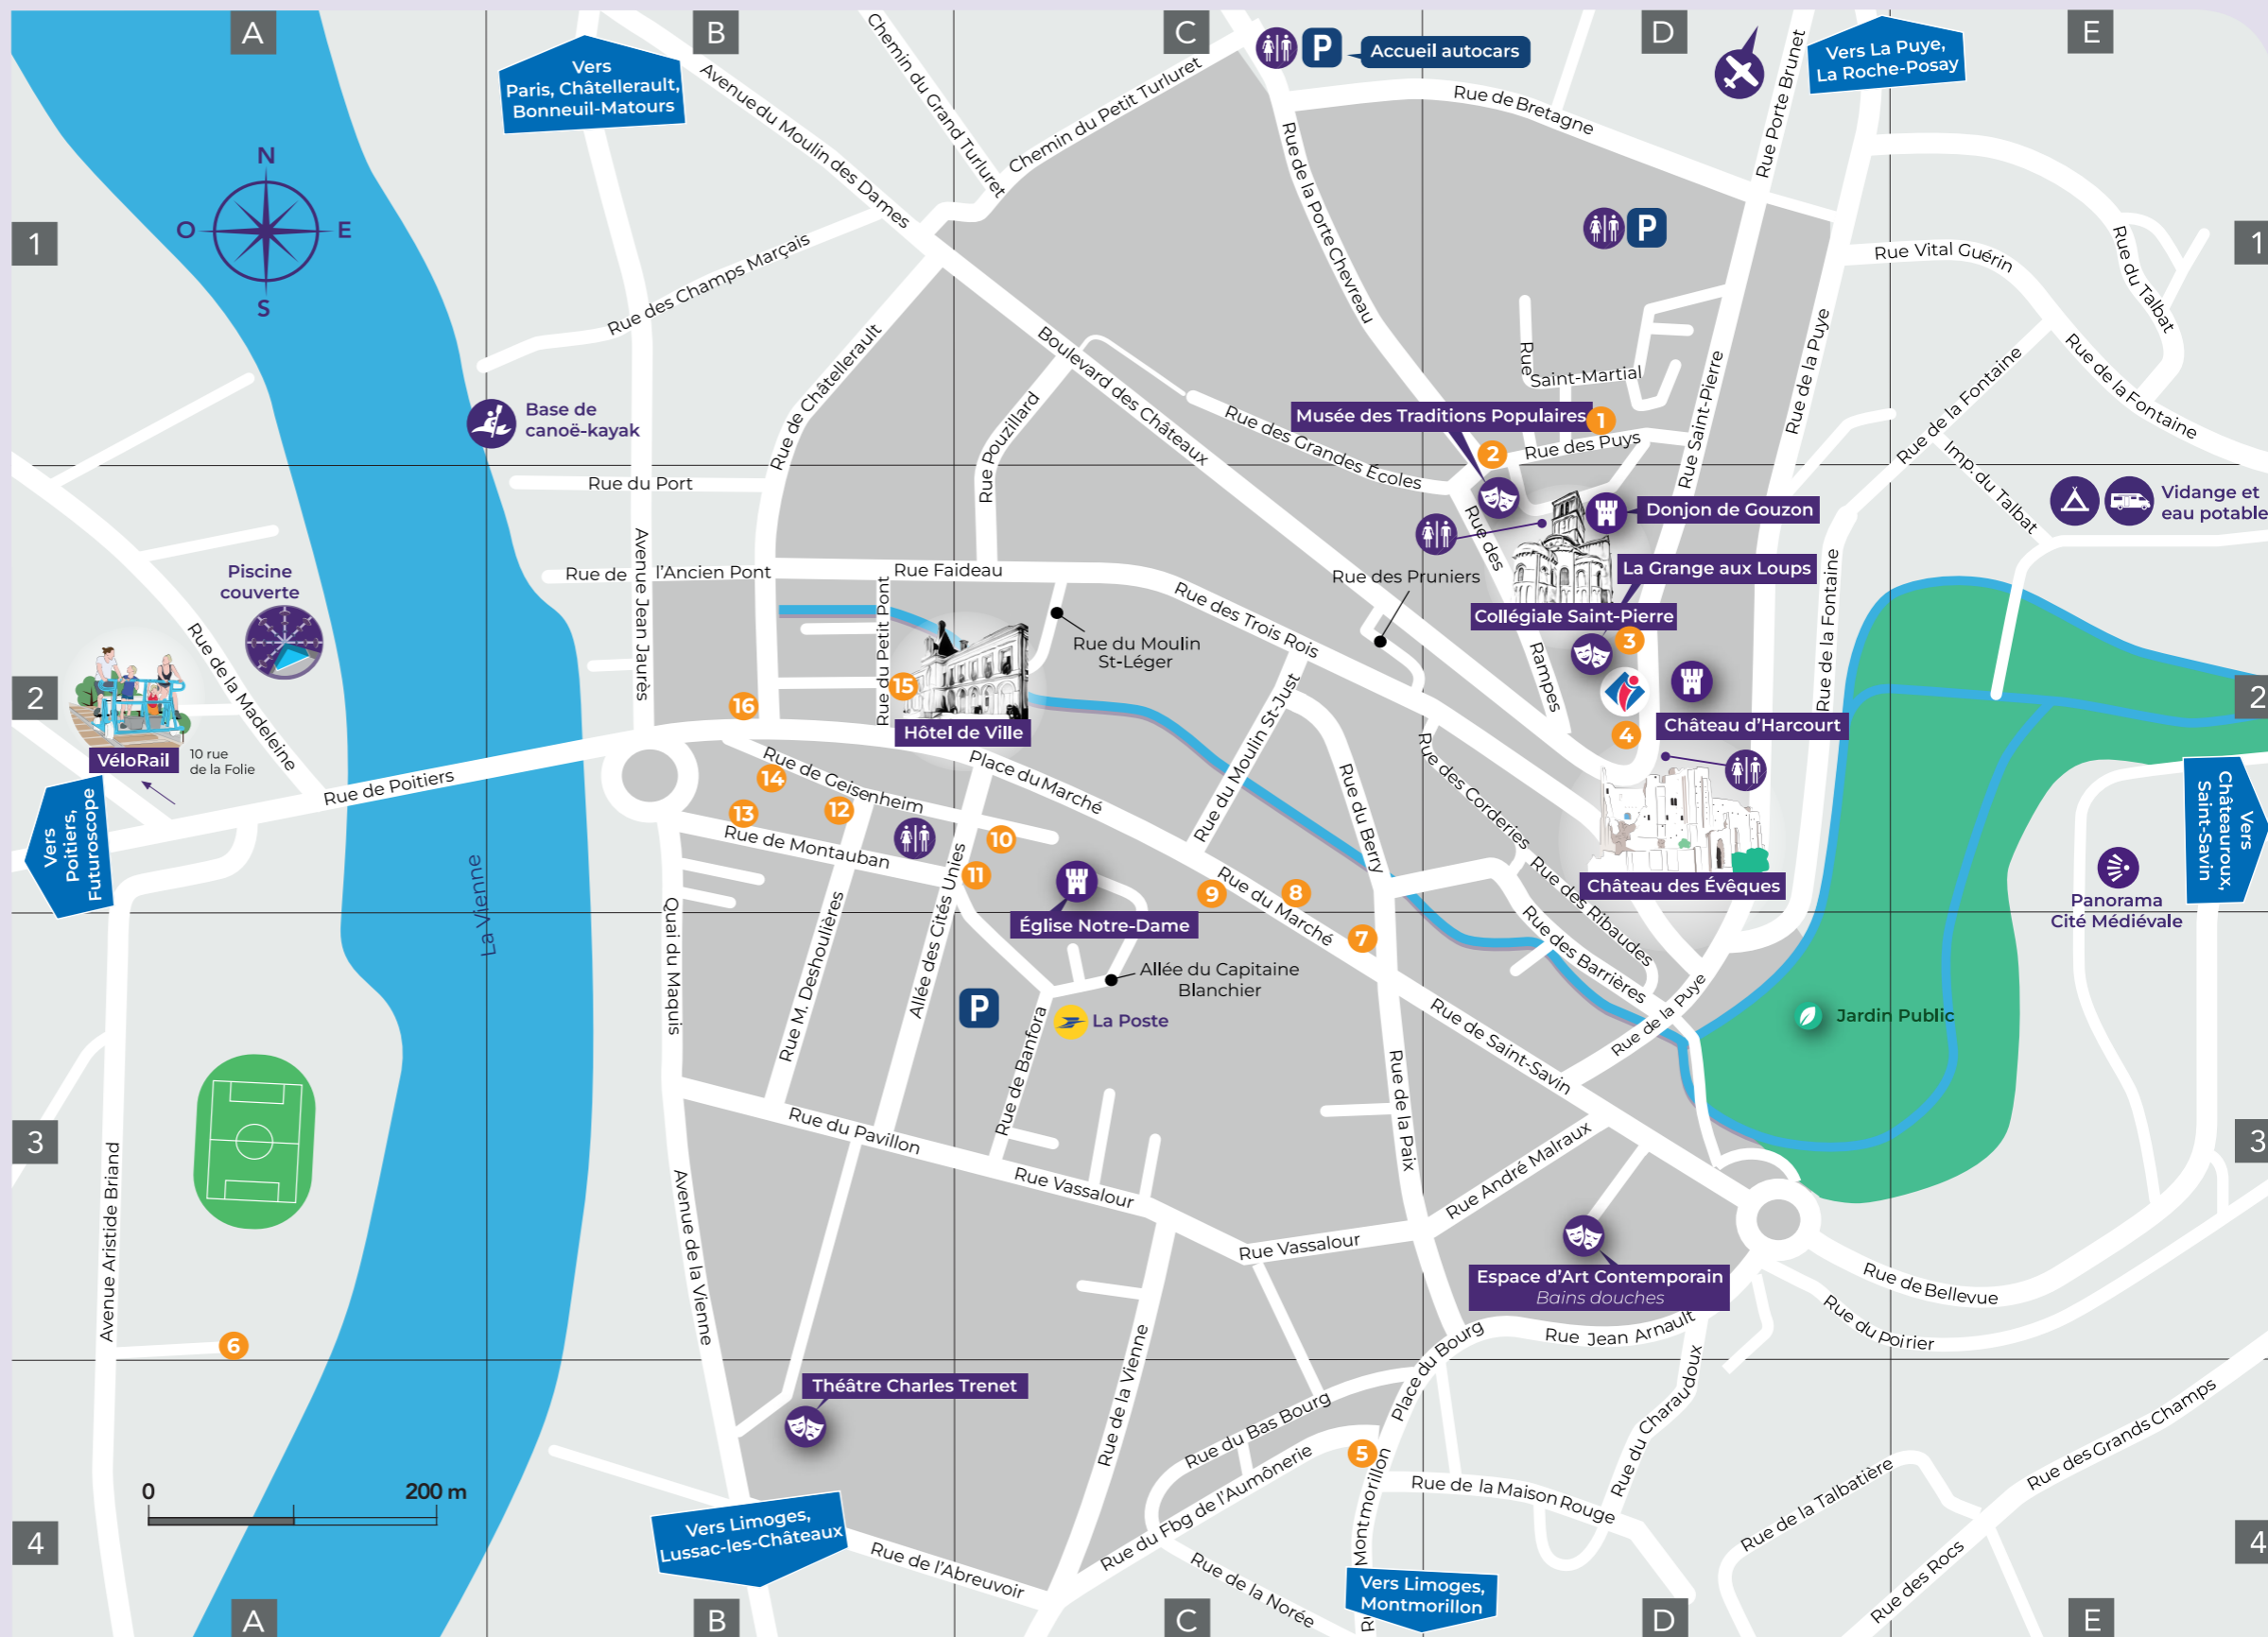 A
B
C
D
E
Vers
Paris, Châtellerault,
Bonneuil-Matours
Avenue du Moulin des Dames
Chemin du Grand Turluret
Chemin du Petit Turluret
P
Accueil autocars
Rue de Bretagne
Rue Porte Brunet
Vers La Puye,
La Roche-Posay
N
O
E
S
1
1
Rue des Champs Marçais
Rue de la Porte Chevreau
P
Rue Vital Guérin
Rue du Talbat
Rue de Châtellerault
Boulevard des Châteaux
Rue
Saint-Martial
Rue Saint-Pierre
Rue de la Puye
Rue de la Fontaine
Rue de la Fontaine
Base de
canoë-kayak
Rue Pouzillard
Rue des Grandes Écoles
Musée des Traditions Populaires
1
2
Rue des Puys
Imp. du Talbat
Rue du Port
Vidange et
eau potable
Donjon de Gouzon
Rue des
Rampes
Avenue Jean Jaurès
Rue de l'Ancien Pont
Rue Faideau
Rue des Trois Rois
Rue des Pruniers
La Grange aux Loups
Collégiale Saint-Pierre
3
Rue de la Fontaine
Piscine
couverte
Rue de la Madeleine
Rue du Petit Pont
Rue du Moulin
St-Léger
Rue du Moulin St-Just
2
2
15
16
Hôtel de Ville
4
Château d'Harcourt
VéloRail
10 rue
de la Folie
Rue de Poitiers
Rue de Geisenheim
Place du Marché
Rue du Berry
Rue des Corderies
Vers
Poitiers,
Futuroscope
Vers
Châteauroux,
Saint-Savin
14
13
12
10
11
Rue de Montauban
La Vienne
Église Notre-Dame
9
8
7
Rue du Marché
Rue des Ribaudes
Rue des Barrières
Château des Évêques
Panorama
Cité Médiévale
Quai du Maquis
Rue M. Deshoulières
Allée des Cités Unies
Allée du Capitaine
Blanchier
P
La Poste
Rue de Banfora
Rue de Saint-Savin
Rue de la Puye
Jardin Public
3
3
Rue du Pavillon
Rue Vassalour
Rue Vassalour
Rue de la Paix
Rue André Malraux
Avenue Aristide Briand
Avenue de la Vienne
Espace d'Art Contemporain
Bains douches
Rue de Bellevue
Rue du Poirier
Rue Jean Arnault
6
Place du Bourg
Théâtre Charles Trenet
Rue de la Vienne
Rue du Bas Bourg
Rue du Charaudoux
Rue des Grands Champs
5
Rue du Fbg de l'Aumônerie
Rue de la Maison Rouge
Rue de la Talbatière
0
200 m
4
4
Vers Limoges,
Lussac-les-Châteaux
Rue de l'Abreuvoir
Rue de la Norée
Montmorillon
Vers Limoges,
Montmorillon
Rue des Rocs
A
B
C
D
E